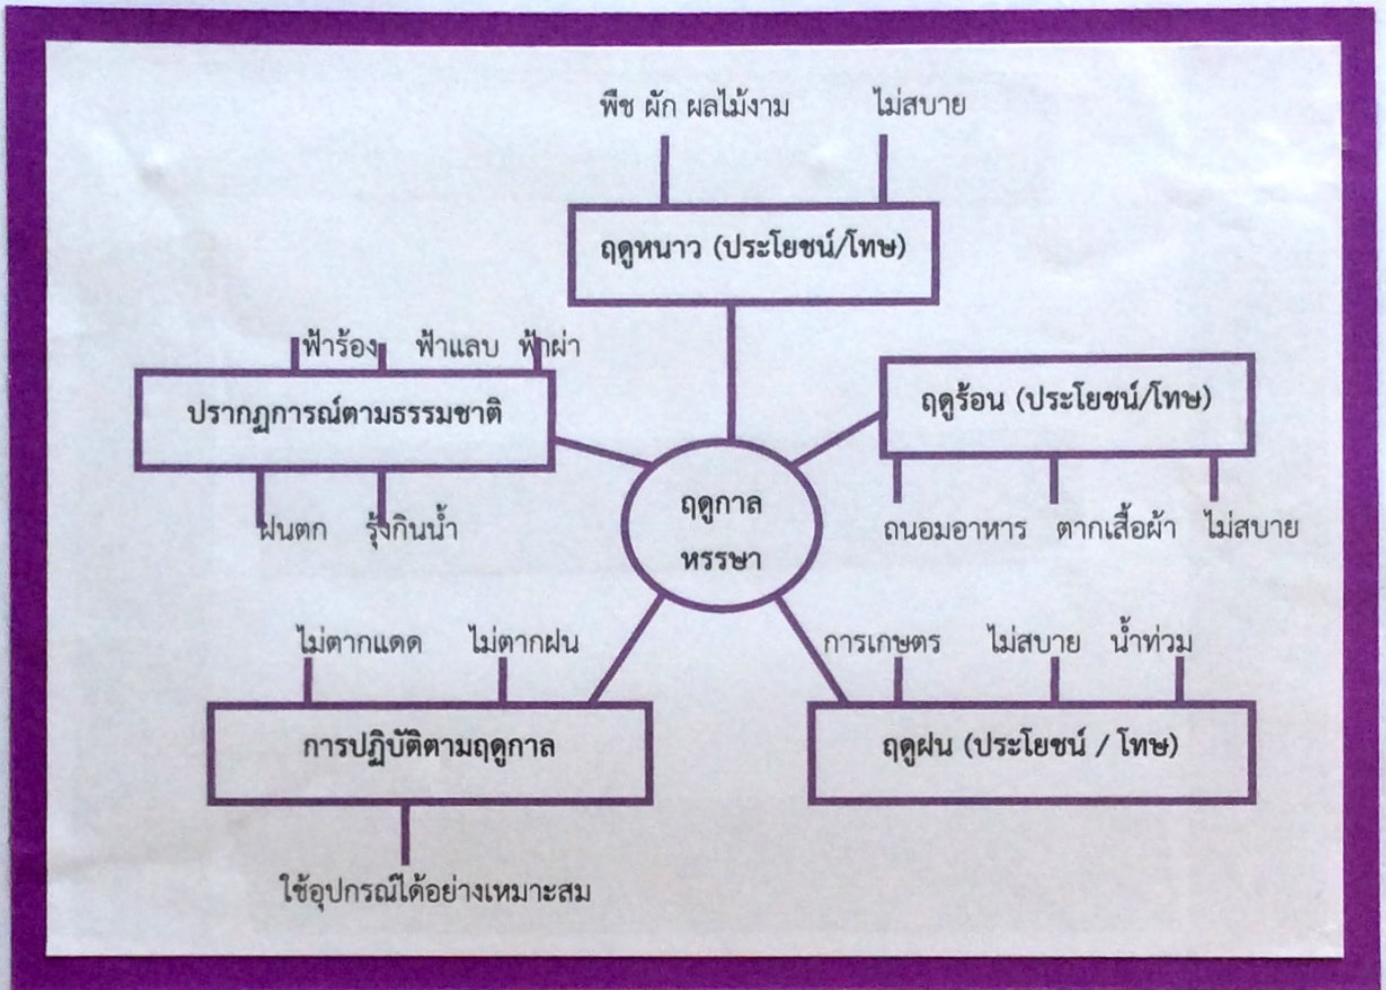 พืช ผัก ผลไม้งาม ไม่สบาย
ฤดูหนาว (ประโยชน์/โทษ)
ฟ้าร้อง ฟ้าแลบ ฟ้าผ่า
ปรากฏการณ์ตามธรรมชาติ
ฝนตก รุ้งกินน้ำ
ฤดูร้อน (ประโยชน์/โทษ)
ถนอมอาหาร ตากเสื้อผ้า ไม่สบาย
ฤดูกาล
หรรษา
ไม่ตากแดด ไม่ตากฝน
การปฏิบัติตามฤดูกาล
ใช้อุปกรณ์ได้อย่างเหมาะสม
การเกษตร ไม่สบาย น้ำท่วม
ฤดูฝน (ประโยชน์ / โทษ)